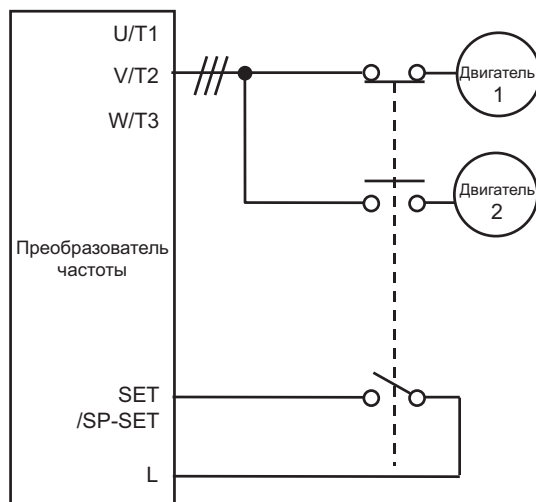 U/T1
V/T2
W/T3
Двигатель
1
Двигатель
2
Преобразователь
частоты
SET
/SP-SET
L